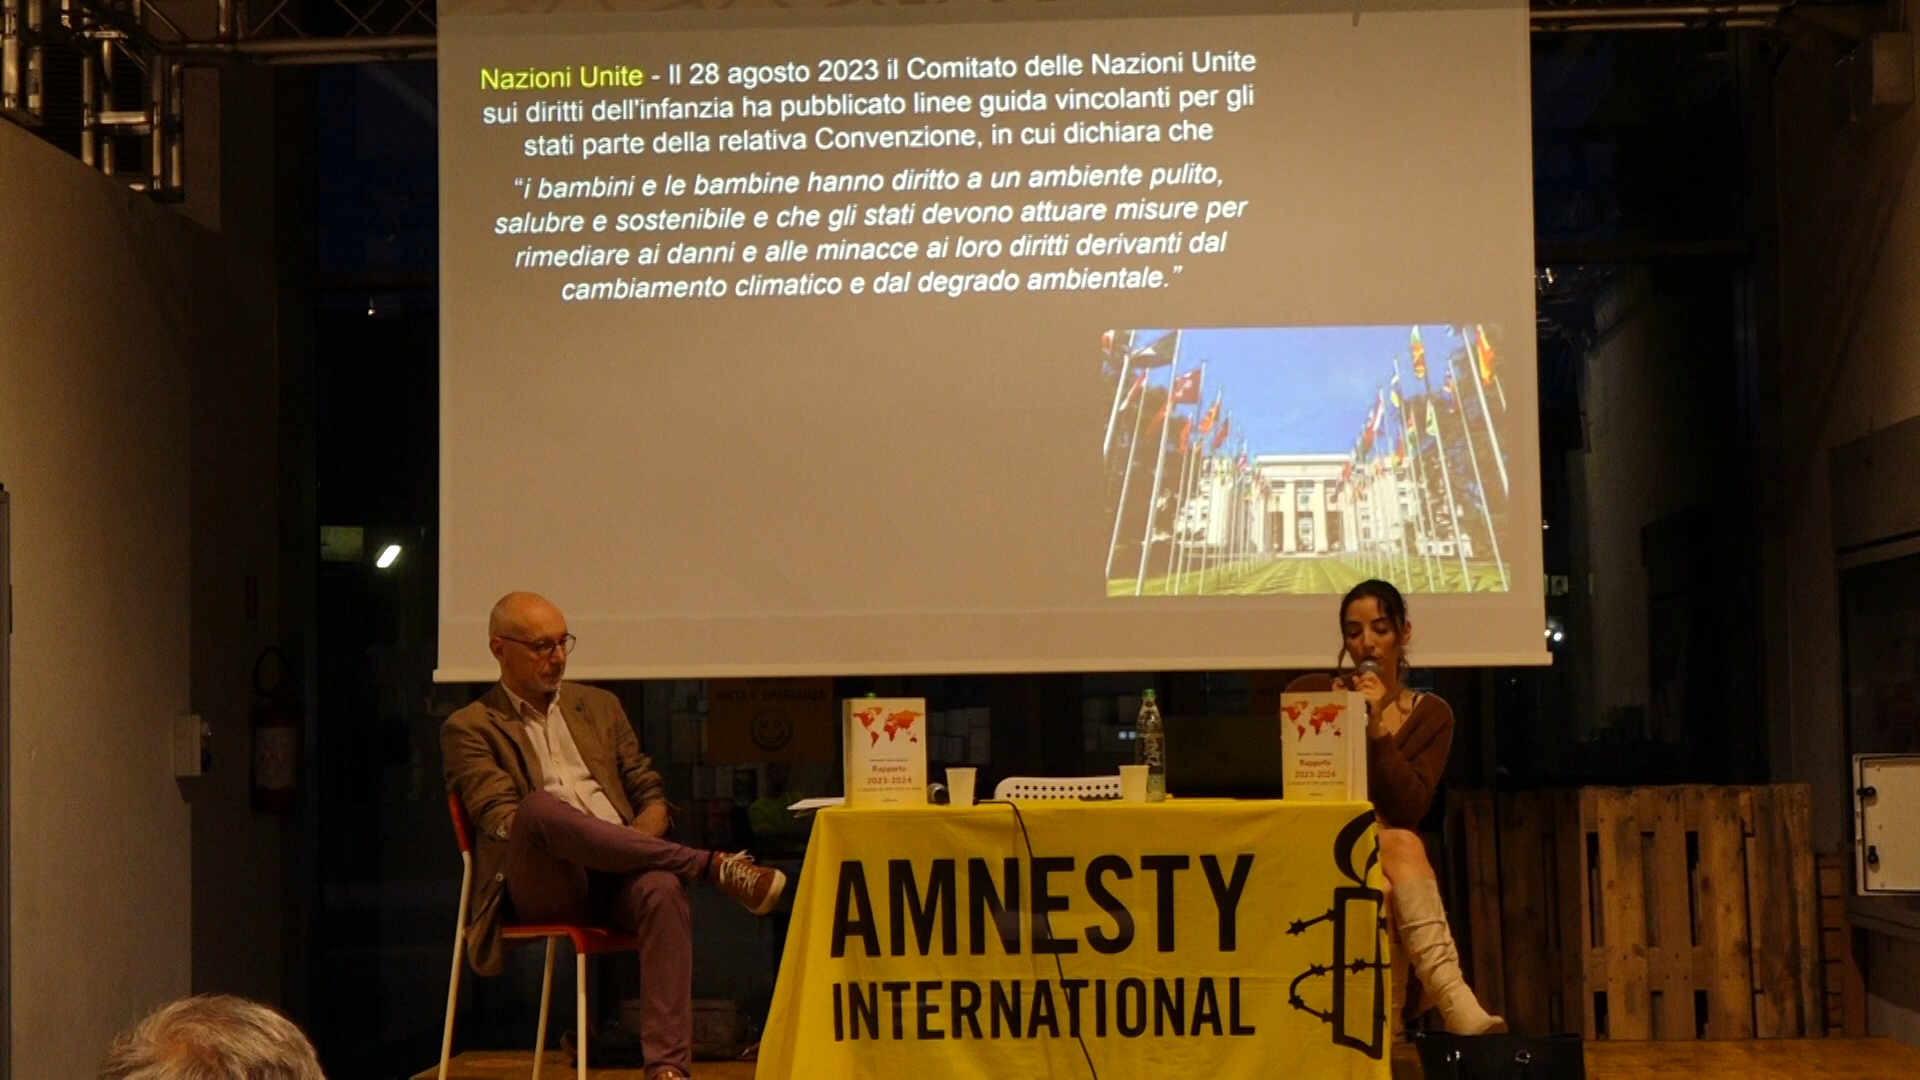 Nazioni Unite - Il 28 agosto 2023 il Comitato delle Nazioni Unite
sui diritti dell'infanzia ha pubblicato linee guida vincolanti per gli
stati parte della relativa Convenzione, in cui dichiara che
“i bambini e le bambine hanno diritto a un ambiente pulito,
salubre e sostenibile e che gli stati devono attuare misure per
rimediare ai danni e alle minacce ai loro diritti derivanti dal
cambiamento climatico e dal degrado ambientale.”
Rapporto
2023-2024
Rapporto
2023-2024
AMNESTY
INTERNATIONAL